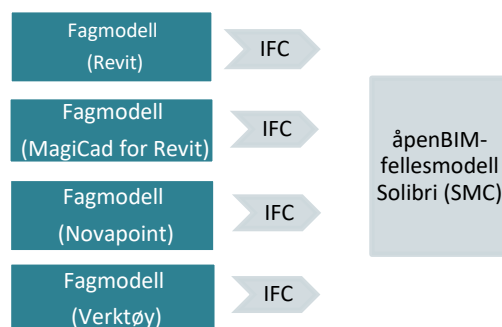 Fagmodell
(Revit)
IFC
Fagmodell
(MagiCad for Revit)
IFC
Fagmodell
(Novapoint)
IFC
Fagmodell
(Verktøy)
IFC
åpenBIM-
fellesmodell
Solibri (SMC)